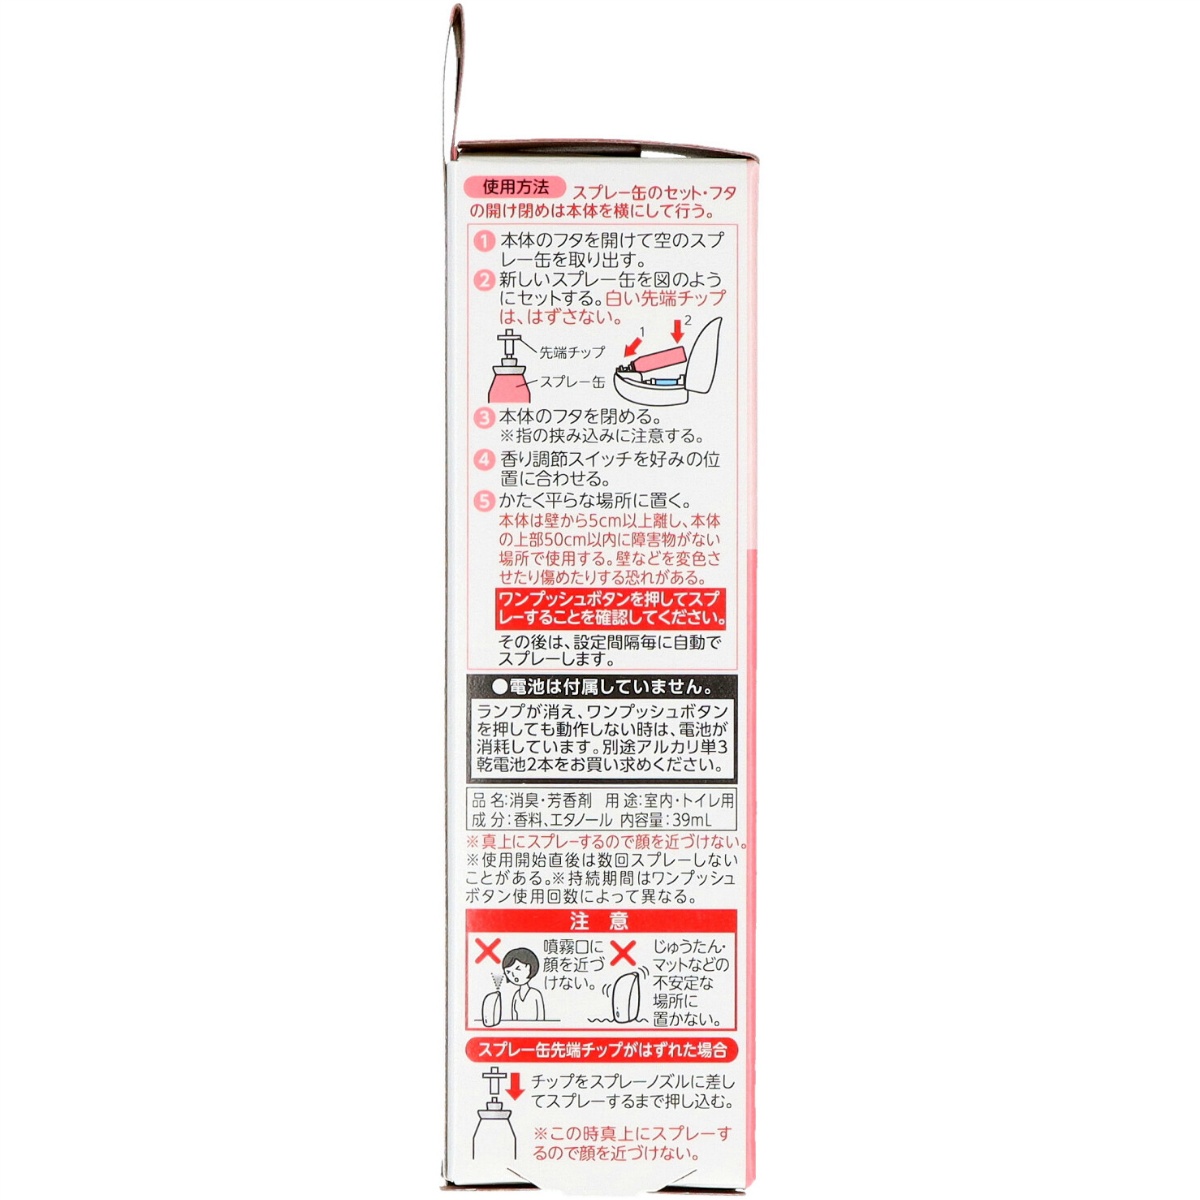 使用方法 スプレー缶のセット・フタ
の開け閉めは本体を横にして行う。
1 本体のフタを開けて空のスプ
レー缶を取り出す。
2 新しいスプレー缶を図のよう
にセットする。白い先端チップ
は、はずさない。
1
2
先端チップ
スプレー缶
3 本体のフタを閉める。
※指の挟み込みに注意する。
4 香り調節スイッチを好みの位
置に合わせる。
5 かたく平らな場所に置く。
本体は壁から5cm以上離し、本体
の上部50cm以内に障害物がない
場所で使用する。壁などを変色さ
せたり傷めたりする恐れがある。
ワンプッシュボタンを押してスプ
レーすることを確認してください。
その後は、設定間隔毎に自動で
スプレーします。
●電池は付属していません。
ランプが消え、ワンプッシュボタン
を押しても動作しない時は、電池が
消耗しています。別途アルカリ単3
乾電池2本をお買い求めください。
品名:消臭・芳香剤 用途:室内・トイレ用
成分:香料、エタノール 内容量:39mL
※真上にスプレーするので顔を近づけない。
※使用開始直後は数回スプレーしない
ことがある。※持続期間はワンプッシュ
ボタン使用回数によって異なる。
注意
噴霧口に
顔を近づ
けない。
じゅうたん・
マットなどの
不安定な
場所に
置かない。
スプレー缶先端チップがはずれた場合
チップをスプレーノズルに差し
てスプレーするまで押し込む。
※この時真上にスプレーす
るので顔を近づけない。